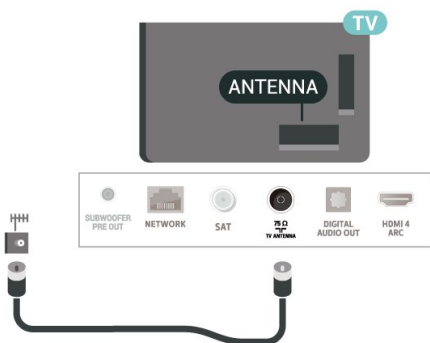 TV
ANTENNA
SUBWOOFER
PRE OUT
NETWORK
SAT
75 Ω
TV ANTENNA
DIGITAL
AUDIO OUT
HDMI 4
ARC